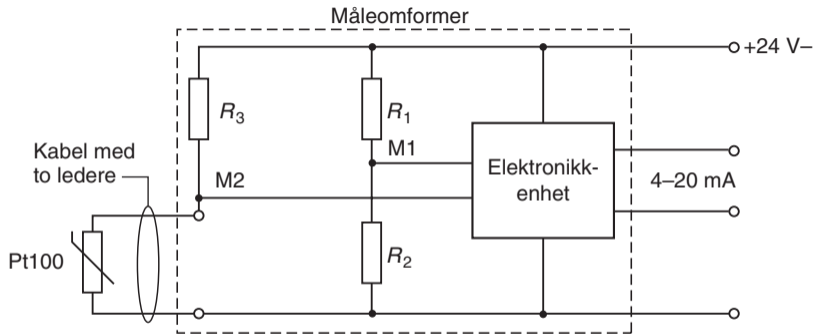 Måleomformer
+24 V–
R3
R1
Kabel med
to ledere
M2
M1
Elektronikk-
enhet
4–20 mA
Pt100
R2